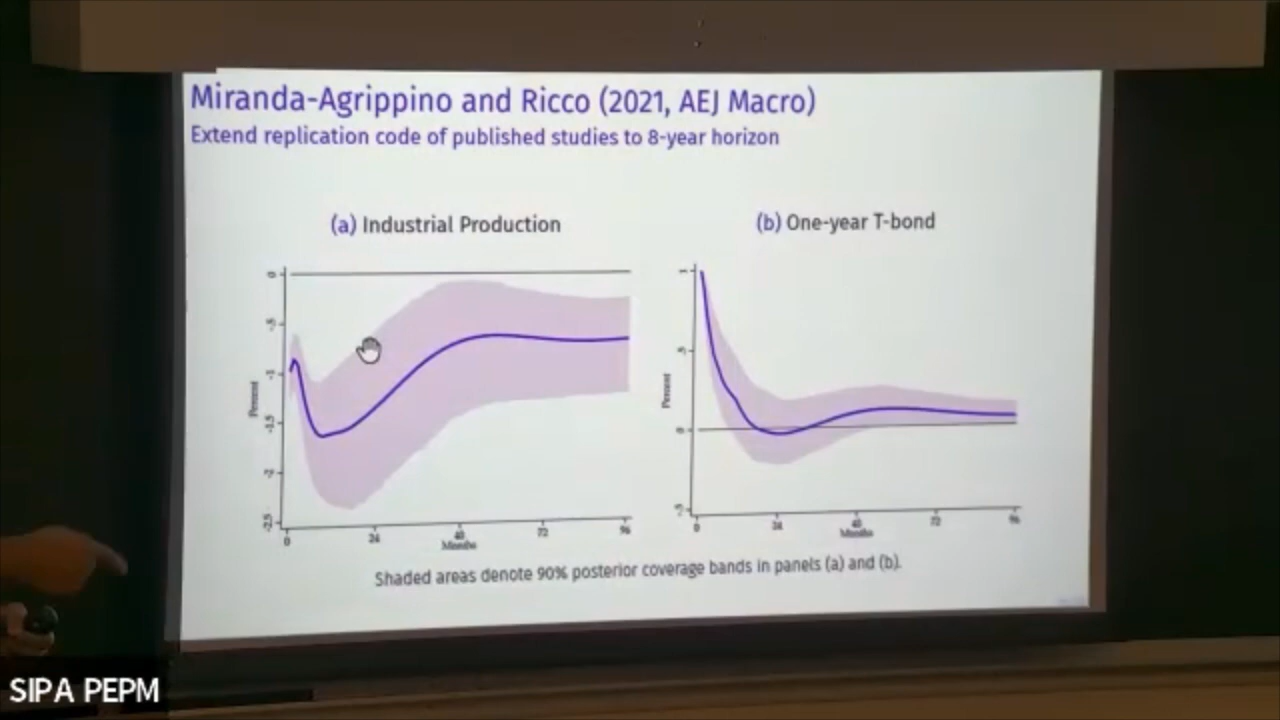 Miranda-Agrippino and Ricco (2021, AEJ Macro)
Extend replication code of published studies to 8-year horizon
(a) Industrial Production
(b) One-year T-bond
Percent
0
-.5
-1
-1.5
-2
-2.5
0
24
48
72
96
Months
Percent
1
.5
0
-.5
0
24
48
72
96
Months
Shaded areas denote 90% posterior coverage bands in panels (a) and (b).
SIPA PEPM